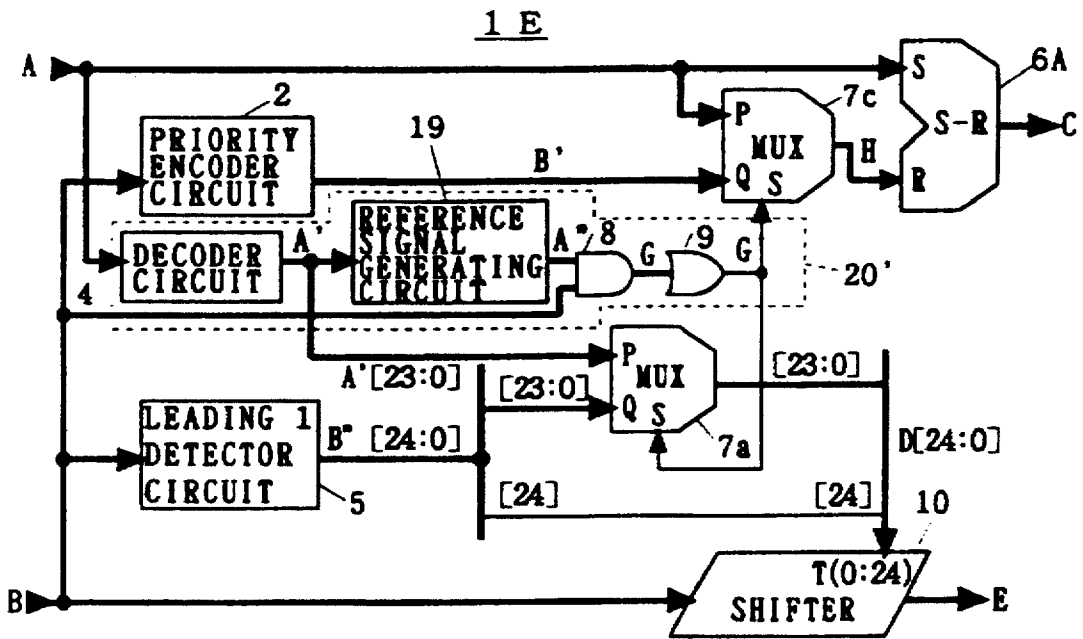 1 E
A
6A
S
S-R
C
R
2
PRIORITY
ENCODER
CIRCUIT
19
B'
P
MUX
Q
S
7c
H
REFERENCE
SIGNAL
GENERATING
CIRCUIT
A'
A"
8
G
9
G
DECODER
CIRCUIT
4
20'
P
MUX
Q
S
7a
A'[23:0]
[23:0]
[23:0]
LEADING 1
DETECTOR
CIRCUIT
5
B" [24:0]
D[24:0]
[24]
[24]
10
T(0:24)
SHIFTER
B
E